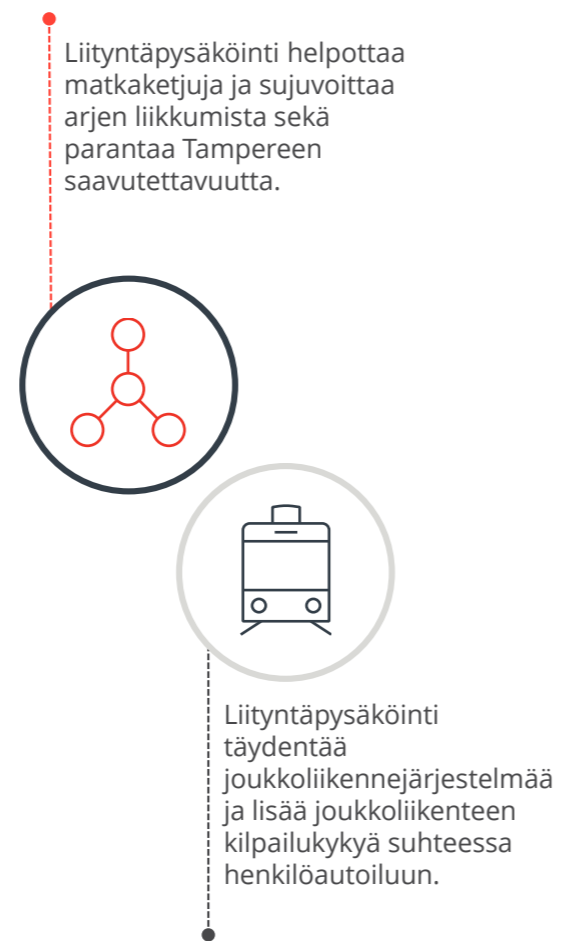 Liityntäpysäköinti helpottaa
matkaketjuja ja sujuvoittaa
arjen liikkumista sekä
parantaa Tampereen
saavutettavuutta.
Liityntäpysäköinti
täydentää
joukkoliikennejärjestelmää
ja lisää joukkoliikenteen
kilpailukykyä suhteessa
henkilöautoiluun.